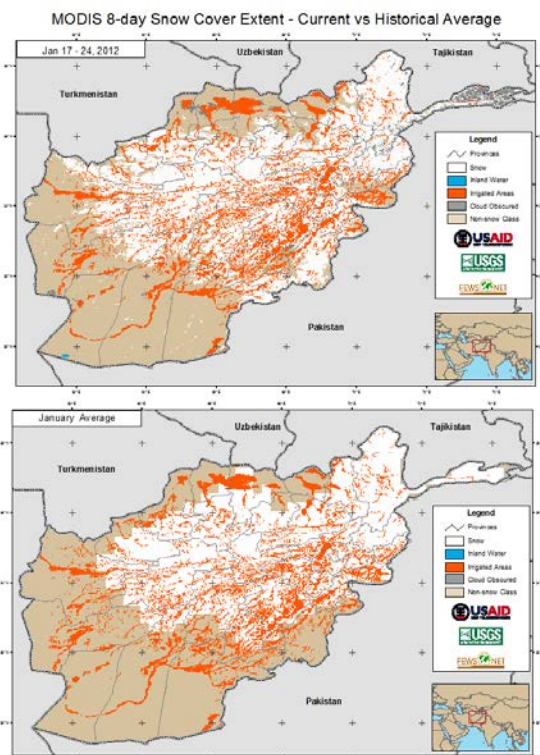 MODIS 8-day Snow Cover Extent - Current vs Historical Average
Jan 17 - 24, 2012
Uzbekistan
Tajikistan
Turkmenistan
Legend
Provinces
Snow
Inland Water
Irrigated Areas
Cloud Obscured
Non-snow Class
USAID
USGS
FEWS NET
Pakistan
January Average
Uzbekistan
Tajikistan
Turkmenistan
Legend
Provinces
Snow
Inland Water
Irrigated Areas
Cloud Obscured
Non-snow Class
USAID
USGS
FEWS NET
Pakistan